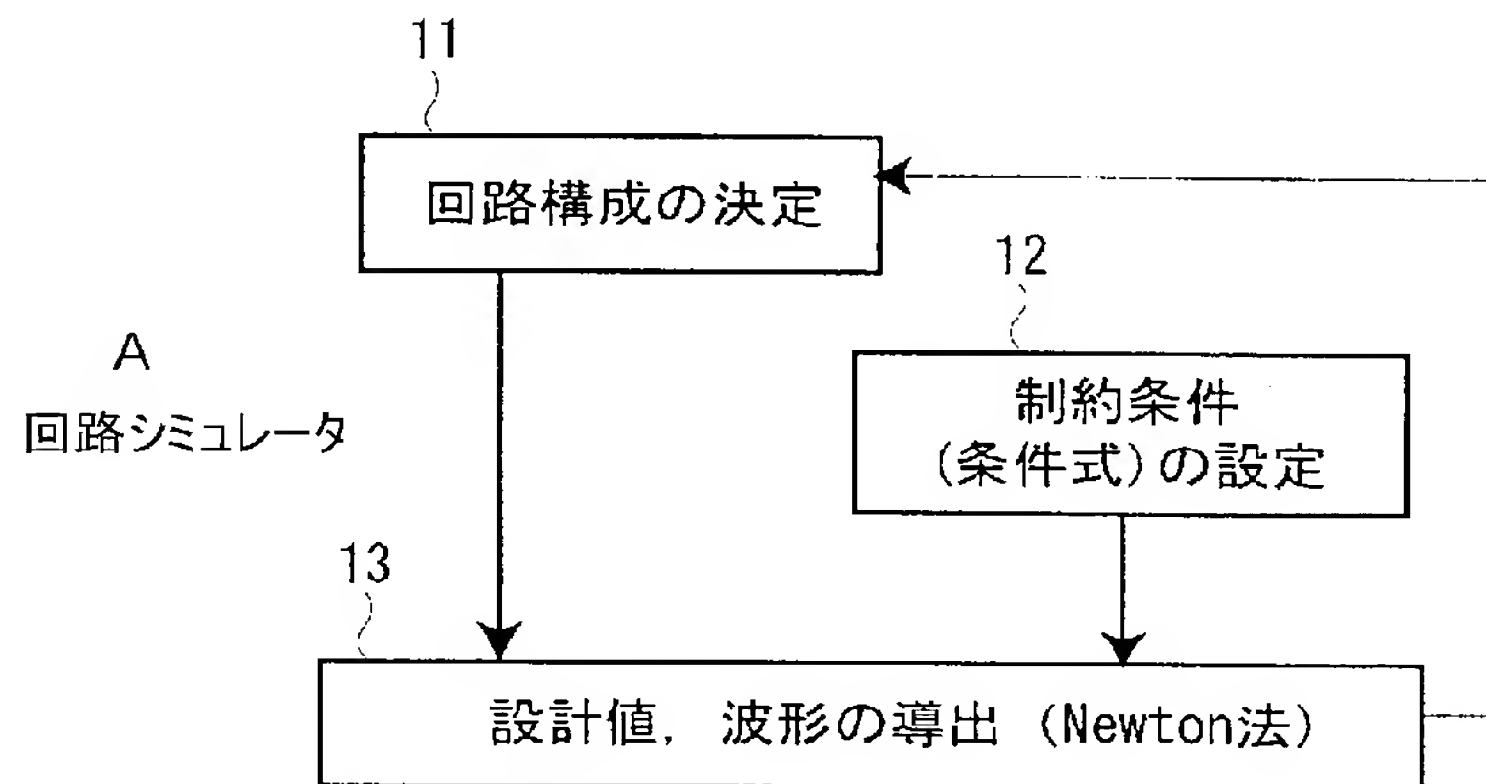 11
回路構成の決定
12
A
回路シミュレータ
制約条件
(条件式)の設定
13
設計値, 波形の導出 (Newton法)